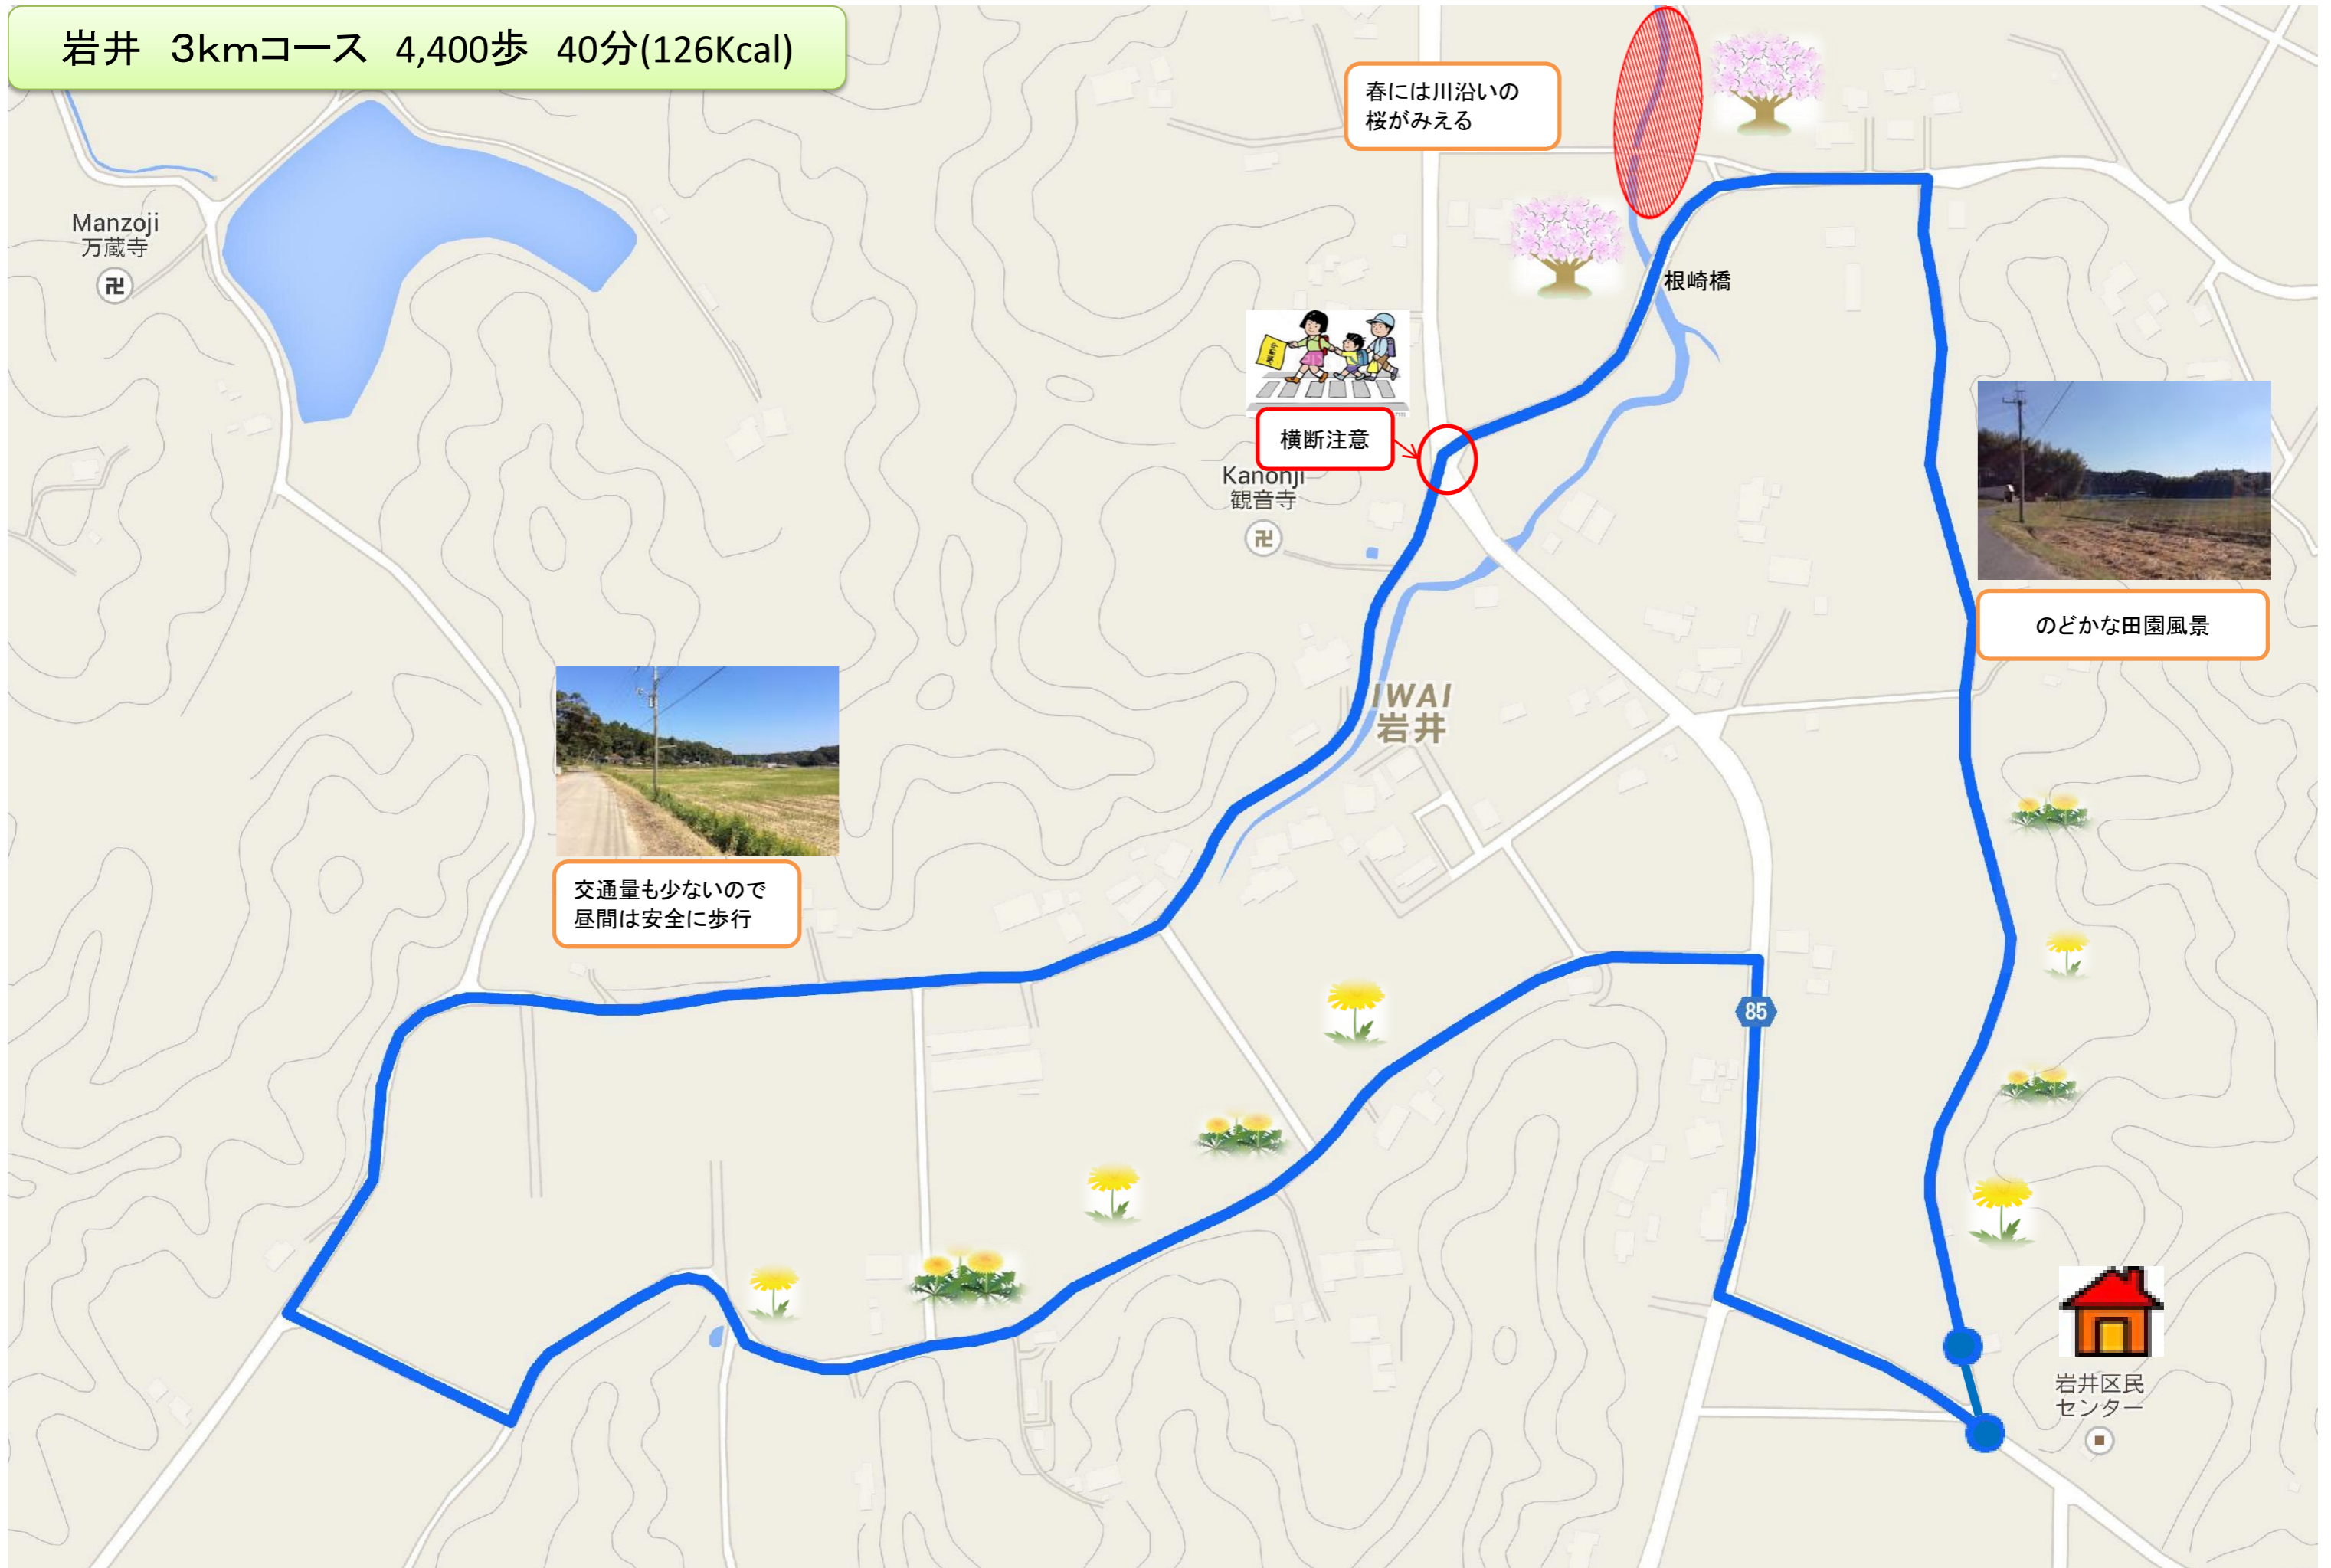 岩井 3kmコース 4,400歩 40分(126Kcal)
春には川沿いの
桜がみえる
Manzoji
万蔵寺
根崎橋
横断注意
Kanonji
観音寺
のどかな田園風景
IWAI
岩井
交通量も少ないので
昼間は安全に歩行
85
岩井区民
センター